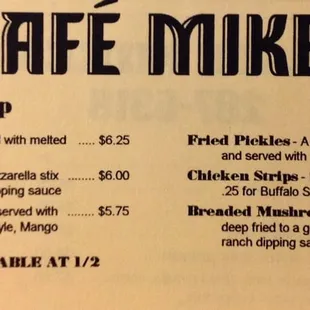 AFÉ MIKE
p
with melted ..... $6.25
zarella stix ..... $6.00
pping sauce
served with ..... $5.75
yle, Mango
ABLE AT 1/2
Fried Pickles - A
and served with
Chicken Strips -
.25 for Buffalo S
Breaded Mushro
deep fried to a g
ranch dipping sa